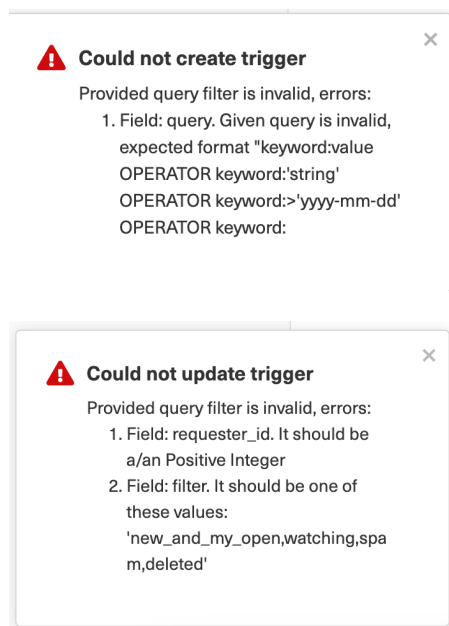 Could not create trigger
Provided query filter is invalid, errors:
1. Field: query. Given query is invalid,
expected format "keyword:value
OPERATOR keyword:'string'
OPERATOR keyword:>'yyyy-mm-dd'
OPERATOR keyword:
Could not update trigger
Provided query filter is invalid, errors:
1. Field: requester_id. It should be
a/an Positive Integer
2. Field: filter. It should be one of
these values:
'new_and_my_open,watching,spa
m,deleted'